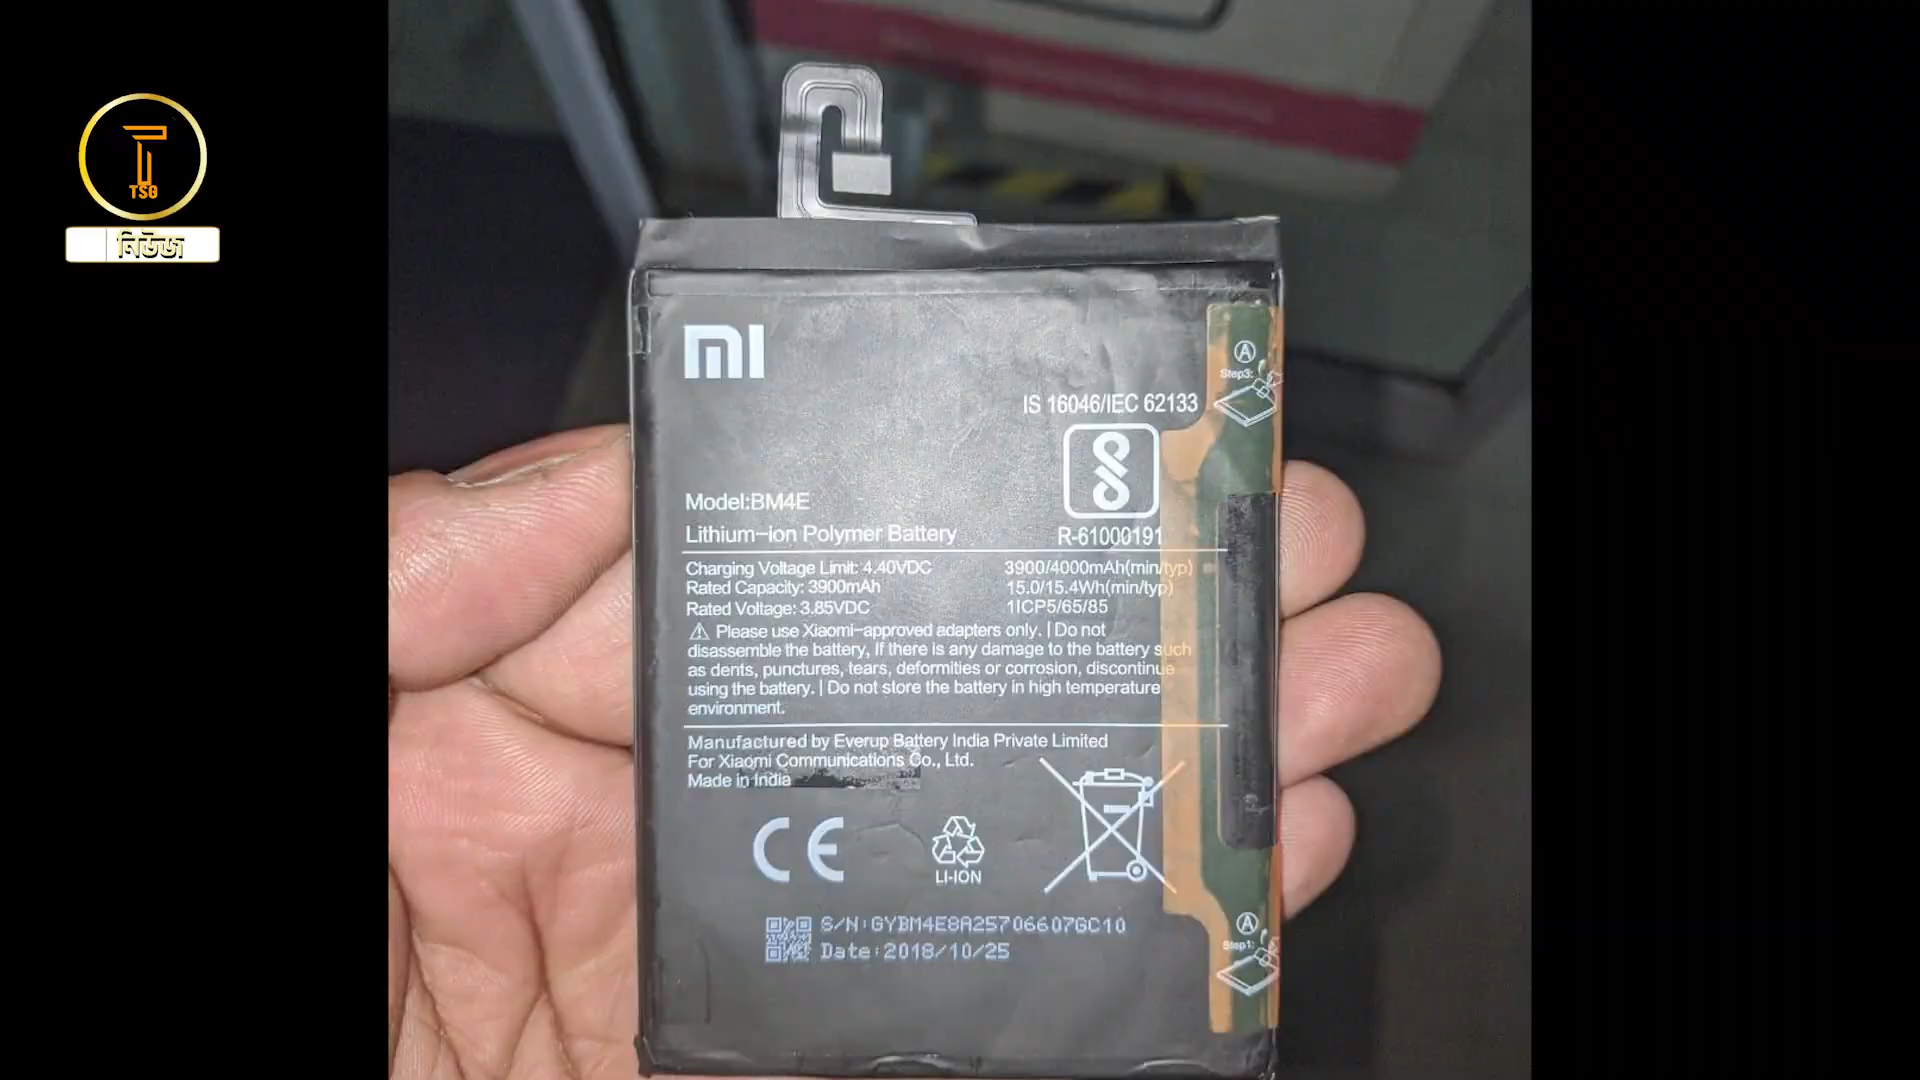 TSG
নিউজ
MI
IS 16046/IEC 62133
Model:BM4E
Lithium-ion Polymer Battery
R-61000191
Charging Voltage Limit: 4.40VDC
3900/4000mAh(min/typ)
Rated Capacity: 3900mAh
15.0/15.4Wh(min/typ)
Rated Voltage: 3.85VDC
1ICP5/65/85
Please use Xiaomi-approved adapters only. | Do not
disassemble the battery, If there is any damage to the battery such
as dents, punctures, tears, deformities or corrosion, discontinue
using the battery. | Do not store the battery in high temperature
environment.
Manufactured by Everup Battery India Private Limited
For Xiaomi Communications Co., Ltd.
Made in India
CE
LI-ION
S/N:GYBM4E8A25706607GC10
Date:2018/10/25
A
Step3:
A
Step1: